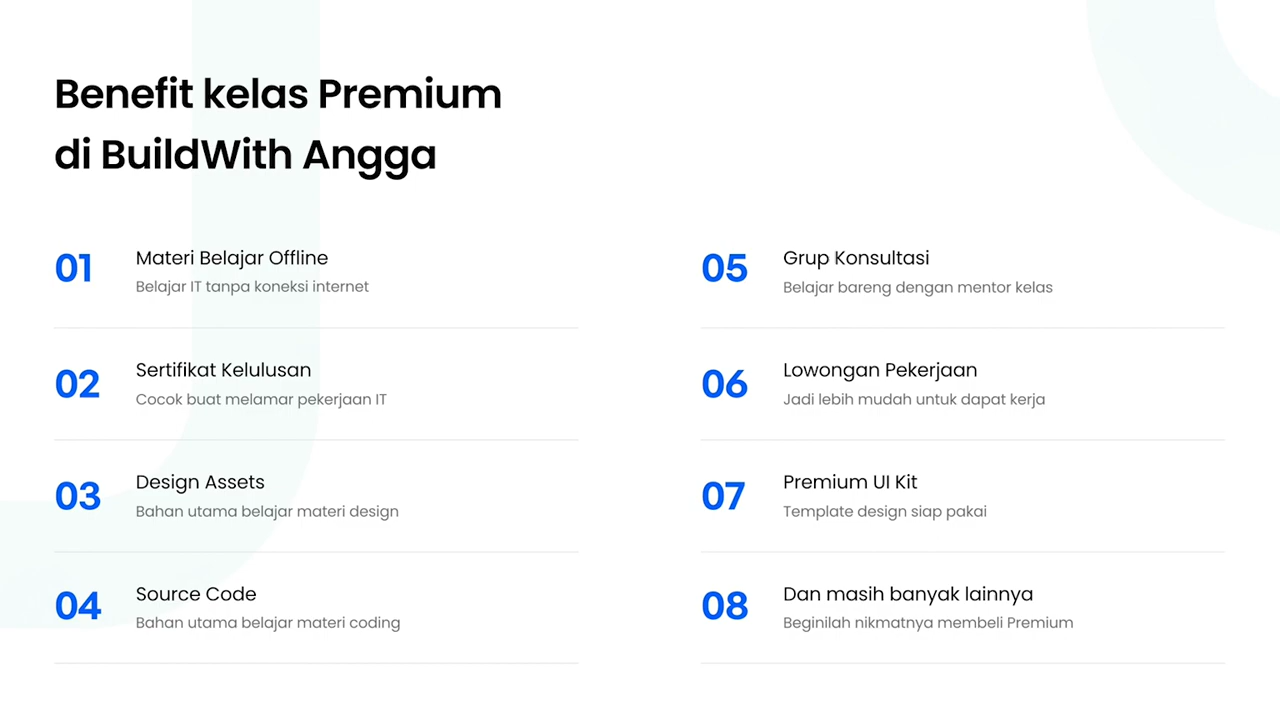 Benefit kelas Premium
di BuildWith Angga
01
Materi Belajar Offline
Belajar IT tanpa koneksi internet
02
Sertifikat Kelulusan
Cocok buat melamar pekerjaan IT
03
Design Assets
Bahan utama belajar materi design
04
Source Code
Bahan utama belajar materi coding
05
Grup Konsultasi
Belajar bareng dengan mentor kelas
06
Lowongan Pekerjaan
Jadi lebih mudah untuk dapat kerja
07
Premium UI Kit
Template design siap pakai
08
Dan masih banyak lainnya
Beginilah nikmatnya membeli Premium